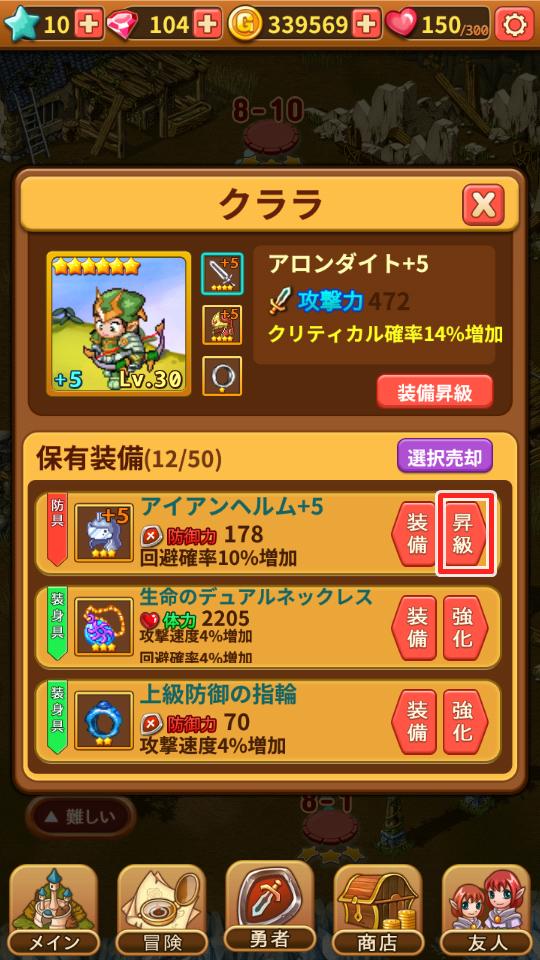 10
104
339569
150/300
8-10
クララ
アロンダイト+5
攻撃力 472
クリティカル確率14%増加
+5
+5
+5
Lv.30
装備昇級
保有装備(12/50)
選択売却
防具
+5
アイアンヘルム+5
防御力 178
回避確率10%増加
装備
昇級
装身具
生命のデュアルネックレス
体力 2205
攻撃速度4%増加
回避確率4%増加
装備
強化
装身具
上級防御の指輪
防御力 70
攻撃速度4%増加
装備
強化
8-1
▲ 難しい
メイン
冒険
勇者
商店
友人